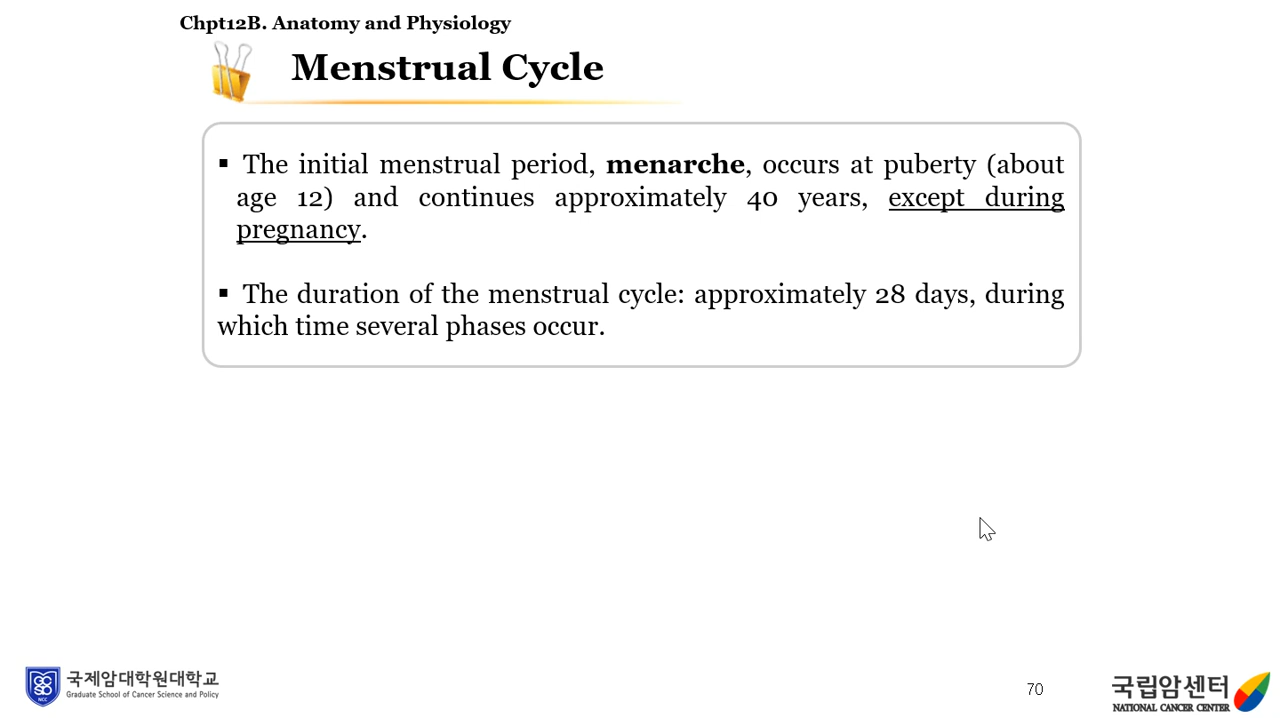 Chpt12B. Anatomy and Physiology
Menstrual Cycle
▪ The initial menstrual period, menarche, occurs at puberty (about
age 12) and continues approximately 40 years, except during
pregnancy.
▪ The duration of the menstrual cycle: approximately 28 days, during
which time several phases occur.
NCC
국제암대학원대학교
Graduate School of Cancer Science and Policy
70
국립암센터
NATIONAL CANCER CENTER